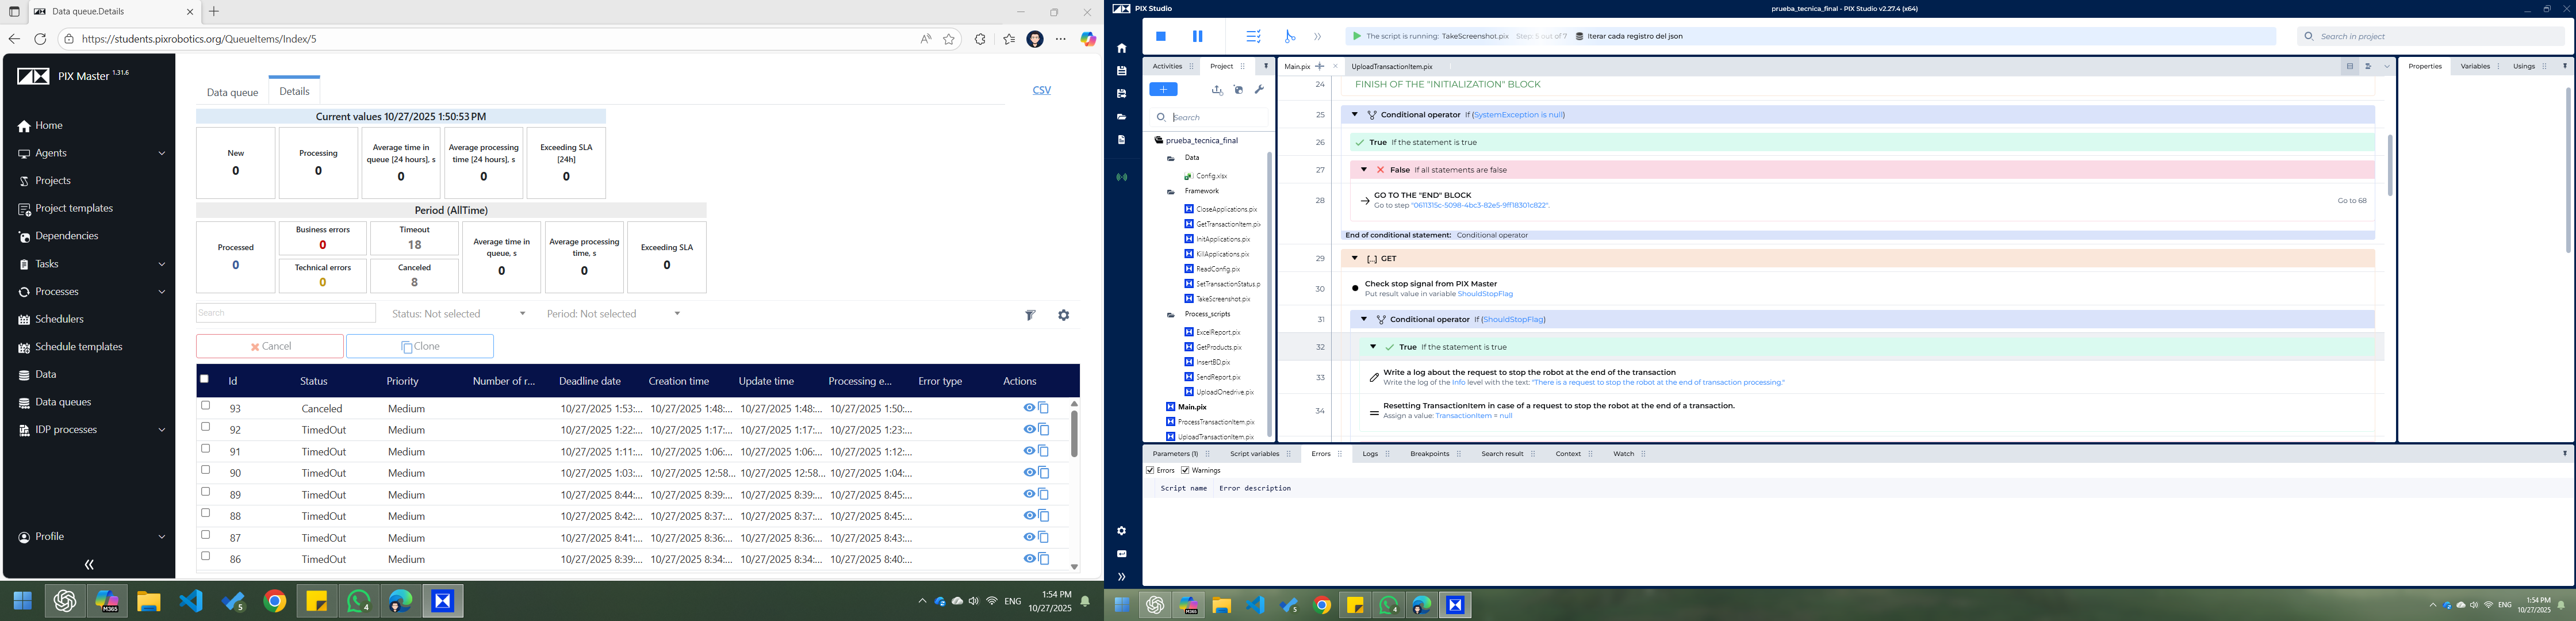 Data queue.Details
https://students.pixrobotics.org/QueueItems/Index/5
PIX Master 1.31.6
Home
Agents
Projects
Project templates
Dependencies
Tasks
Processes
Schedulers
Schedule templates
Data
Data queues
IDP processes
Profile
Data queue
Details
CSV
Current values 10/27/2025 1:50:53 PM
New
0
Processing
0
Average time in queue [24 hours], s
0
Average processing time [24 hours], s
0
Exceeding SLA [24h]
0
Period (AllTime)
Processed
0
Business errors
0
Technical errors
0
Timeout
18
Canceled
8
Average time in queue, s
0
Average processing time, s
0
Exceeding SLA
0
Search
Status: Not selected
Period: Not selected
Cancel
Clone
Id Status Priority Number of r... Deadline date Creation time Update time Processing e... Error type Actions
93 Canceled Medium 10/27/2025 1:53:... 10/27/2025 1:48:... 10/27/2025 1:48:... 10/27/2025 1:50:...
92 TimedOut Medium 10/27/2025 1:22:... 10/27/2025 1:17:... 10/27/2025 1:17:... 10/27/2025 1:23:...
91 TimedOut Medium 10/27/2025 1:11:... 10/27/2025 1:06:... 10/27/2025 1:06:... 10/27/2025 1:12:...
90 TimedOut Medium 10/27/2025 1:03:... 10/27/2025 12:58... 10/27/2025 12:58... 10/27/2025 1:04:...
89 TimedOut Medium 10/27/2025 8:44:... 10/27/2025 8:39:... 10/27/2025 8:39:... 10/27/2025 8:45:...
88 TimedOut Medium 10/27/2025 8:42:... 10/27/2025 8:37:... 10/27/2025 8:37:... 10/27/2025 8:45:...
87 TimedOut Medium 10/27/2025 8:41:... 10/27/2025 8:36:... 10/27/2025 8:36:... 10/27/2025 8:43:...
86 TimedOut Medium 10/27/2025 8:39:... 10/27/2025 8:34:... 10/27/2025 8:34:... 10/27/2025 8:40:...
M365
5
4
ENG
1:54 PM
10/27/2025
PIX Studio
prueba_tecnica_final - PIX Studio v2.27.4 (x64)
The script is running: TakeScreenshot.pix Step: 5 out of 7 Iterar cada registro del json
Search in project
Activities
Project
Search
prueba_tecnica_final
Data
Config.xlsx
Framework
CloseApplications.pix
GetTransactionItem.pix
InitApplications.pix
KillApplications.pix
ReadConfig.pix
SetTransactionStatus.p
TakeScreenshot.pix
Process_scripts
ExcelReport.pix
GetProducts.pix
InsertBD.pix
SendReport.pix
UploadOnedrive.pix
Main.pix
ProcessTransactionItem.pix
UploadTransactionItem.pix
Main.pix
UploadTransactionItem.pix
24 FINISH OF THE "INITIALIZATION" BLOCK
25 Conditional operator If (SystemException is null)
26 True If the statement is true
27 False If all statements are false
28 GO TO THE "END" BLOCK
Go to step "0611315c-5098-4bc3-82e5-9ff18301c822".
Go to 68
End of conditional statement: Conditional operator
29 [...] GET
30 Check stop signal from PIX Master
Put result value in variable ShouldStopFlag
31 Conditional operator If (ShouldStopFlag)
32 True If the statement is true
33 Write a log about the request to stop the robot at the end of the transaction
Write the log of the Info level with the text: "There is a request to stop the robot at the end of transaction processing."
34 Resetting TransactionItem in case of a request to stop the robot at the end of a transaction.
Assign a value: TransactionItem = null
Properties
Variables
Usings
Parameters (1)
Script variables
Errors
Logs
Breakpoints
Search result
Context
Watch
Errors Warnings
Script name Error description
M365
5
4
ENG
1:54 PM
10/27/2025